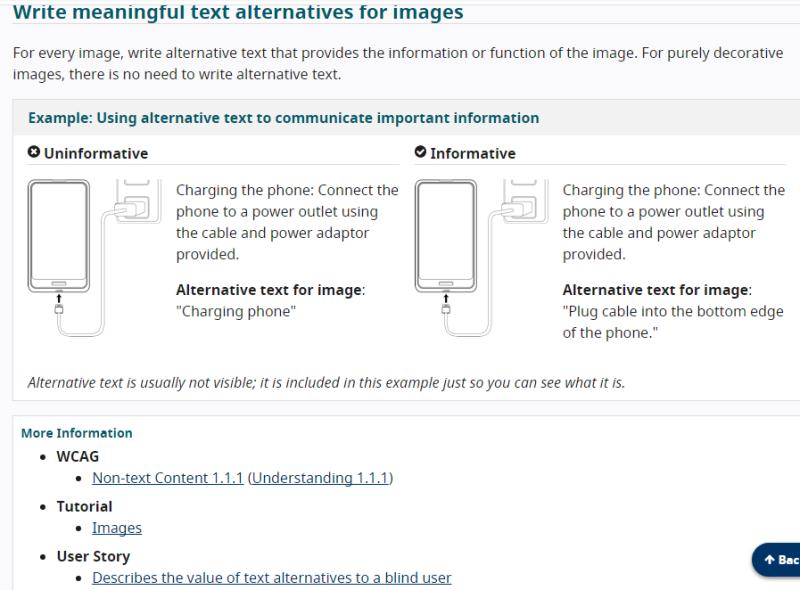 Write meaningful text alternatives for images
For every image, write alternative text that provides the information or function of the image. For purely decorative
images, there is no need to write alternative text.
Example: Using alternative text to communicate important information
Uninformative
Charging the phone: Connect the
phone to a power outlet using
the cable and power adaptor
provided.
Alternative text for image:
"Charging phone"
Informative
Charging the phone: Connect the
phone to a power outlet using
the cable and power adaptor
provided.
Alternative text for image:
"Plug cable into the bottom edge
of the phone."
Alternative text is usually not visible; it is included in this example just so you can see what it is.
More Information
WCAG
Non-text Content 1.1.1 (Understanding 1.1.1)
Tutorial
Images
User Story
Describes the value of text alternatives to a blind user
Bac